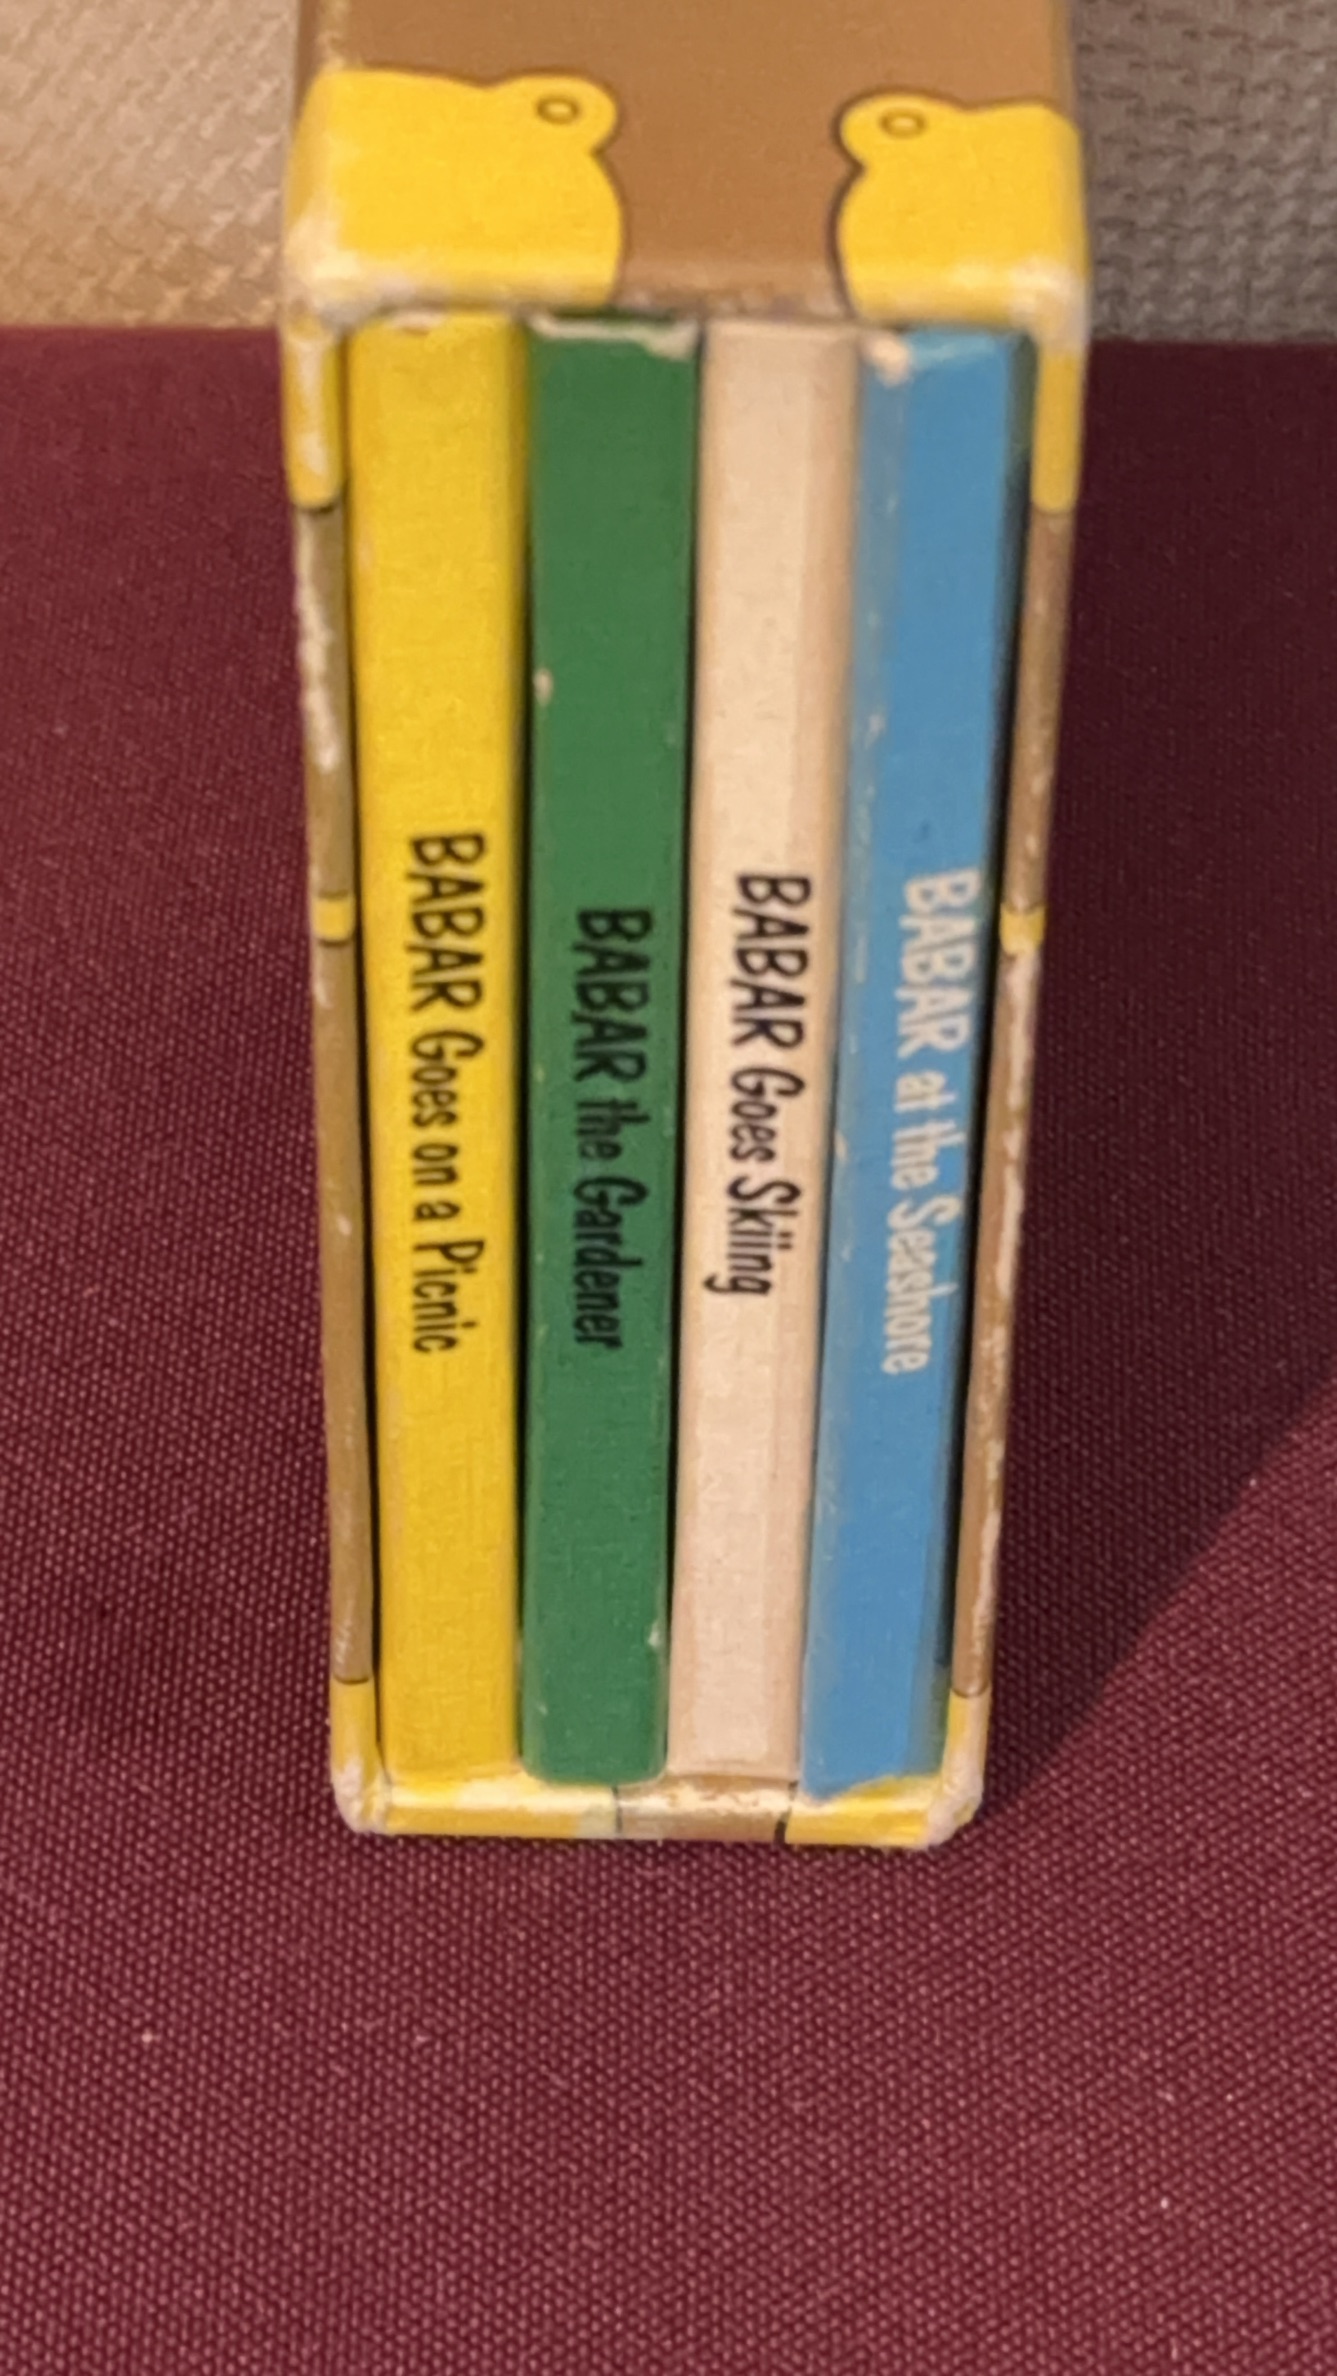 BABAR Goes on a Picnic
BABAR the Gardener
BABAR Goes Skiing
BABAR at the Seashore